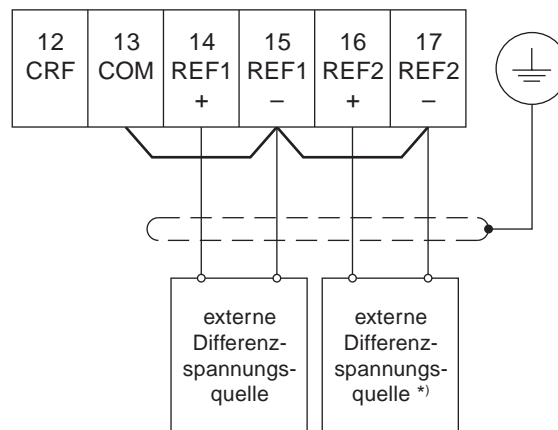 12 13 14 15 16 17
CRF COM REF1 REF1 REF2 REF2
+ – + –
externe
Differenz-
spannungs-
quelle
externe
Differenz-
spannungs-
quelle *)